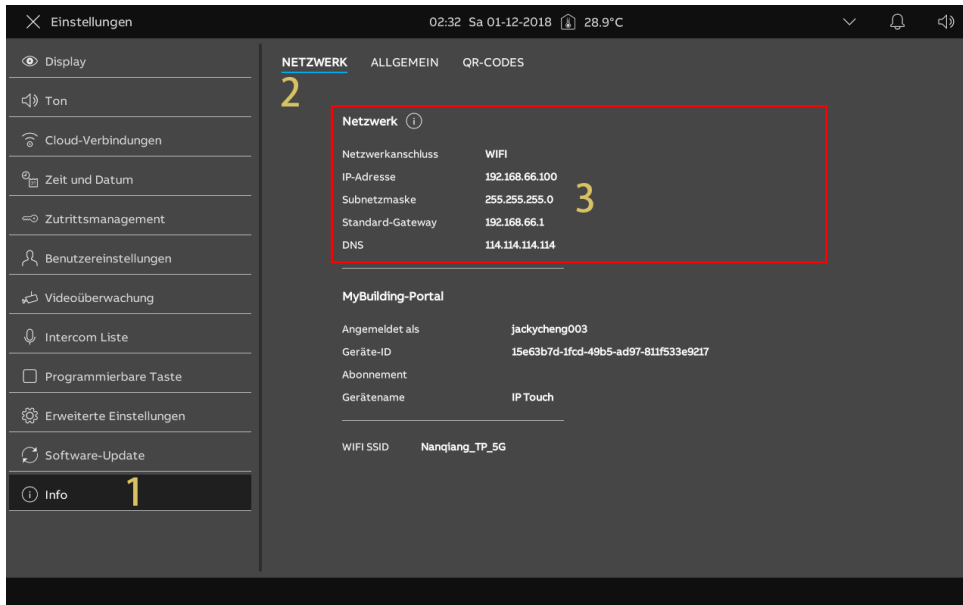 Einstellungen
02:32 Sa 01-12-2018 28.9°C
Display
Ton
Cloud-Verbindungen
Zeit und Datum
Zutrittsmanagement
Benutzereinstellungen
Videoüberwachung
Intercom Liste
Programmierbare Taste
Erweiterte Einstellungen
Software-Update
Info
1
NETZWERK ALLGEMEIN QR-CODES
2
Netzwerk
Netzwerkanschluss WIFI
IP-Adresse 192.168.66.100
Subnetzmaske 255.255.255.0
Standard-Gateway 192.168.66.1
DNS 114.114.114.114
3
MyBuilding-Portal
Angemeldet als jackycheng003
Geräte-ID 15e63b7d-1fcd-49b5-ad97-811f533e9217
Abonnement
Gerätename IP Touch
WIFI SSID Nanqiang_TP_5G